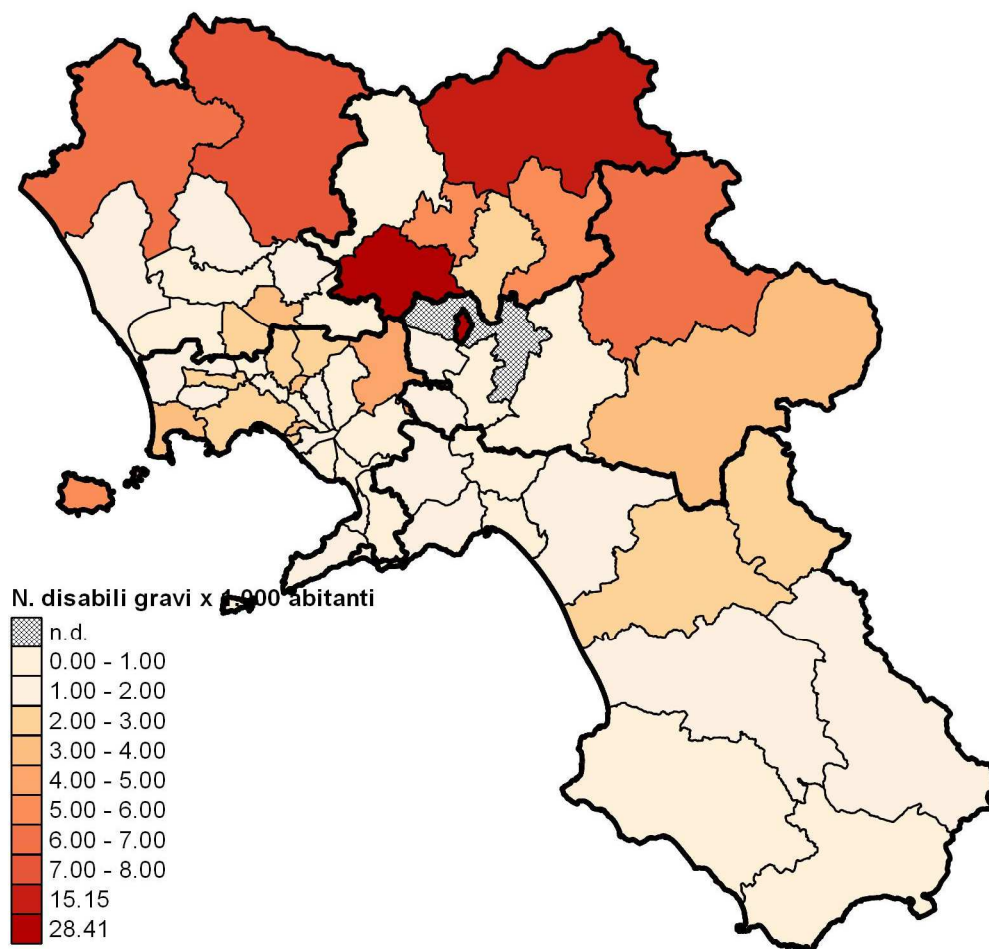 N. disabili gravi x 1.000 abitanti
n.d.
0.00 - 1.00
1.00 - 2.00
2.00 - 3.00
3.00 - 4.00
4.00 - 5.00
5.00 - 6.00
6.00 - 7.00
7.00 - 8.00
15.15
28.41